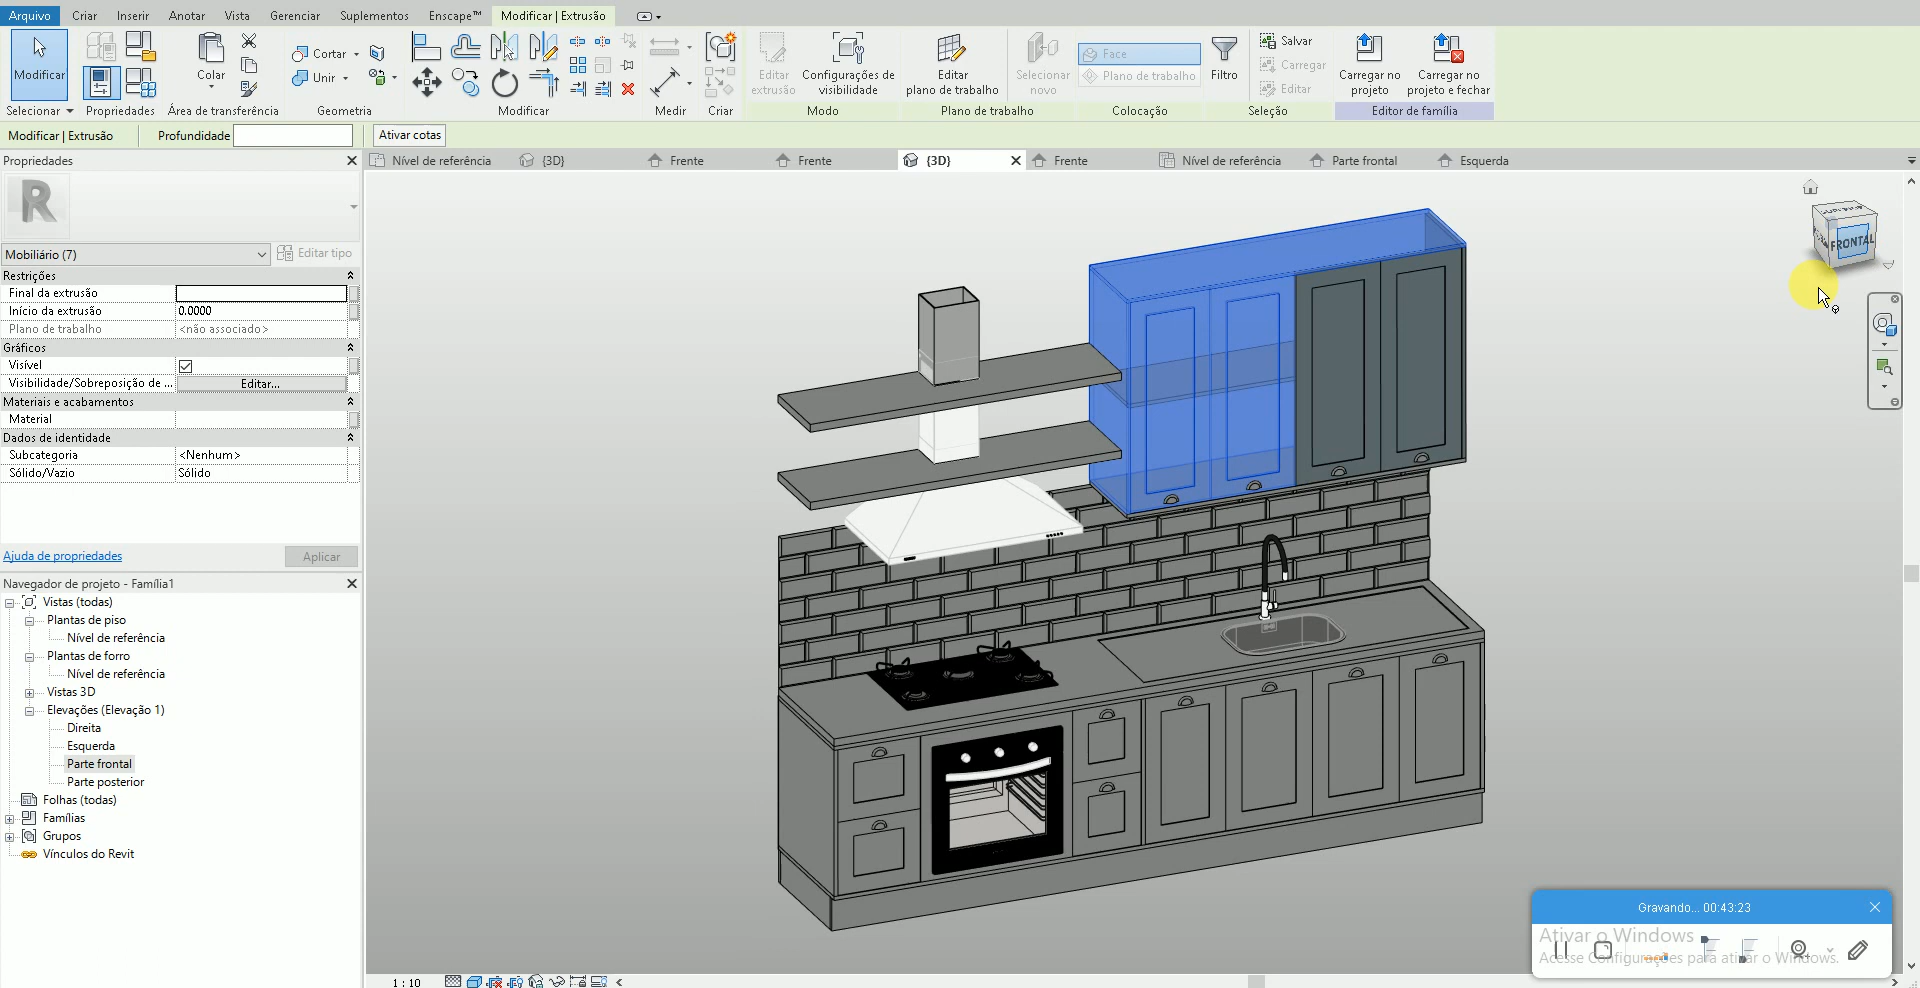 Arquivo Criar Inserir Anotar Vista Gerenciar Suplementos Enscape™ Modificar | Extrusão
Modificar
Selecionar
Propriedades
Colar
Área de transferência
Cortar
Unir
Geometria
Modificar
Medir
Criar
Editar
extrusão
Configurações de
visibilidade
Modo
Editar
plano de trabalho
Plano de trabalho
Selecionar
novo
Face
Plano de trabalho
Colocação
Filtro
Salvar
Carregar
Editar
Seleção
Carregar no
projeto
Carregar no
projeto e fechar
Editor de família
Modificar | Extrusão Profundidade Ativar cotas
Propriedades
Nível de referência {3D} Frente Frente {3D} Frente Nível de referência Parte frontal Esquerda
R
Mobiliário (7) Editar tipo
Restrições
Final da extrusão
Início da extrusão 0.0000
Plano de trabalho <não associado>
Gráficos
Visível
Visibilidade/Sobreposição de ... Editar...
Materiais e acabamentos
Material
Dados de identidade
Subcategoria <Nenhum>
Sólido/Vazio Sólido
Ajuda de propriedades Aplicar
Navegador de projeto - Família1
Vistas (todas)
Plantas de piso
Nível de referência
Plantas de forro
Nível de referência
Vistas 3D
Elevações (Elevação 1)
Direita
Esquerda
Parte frontal
Parte posterior
Folhas (todas)
Famílias
Grupos
Vínculos do Revit
FRONTAL
Gravando... 00:43:23
Ativar o Windows
Acesse Configurações para ativar o Windows.
1 : 10